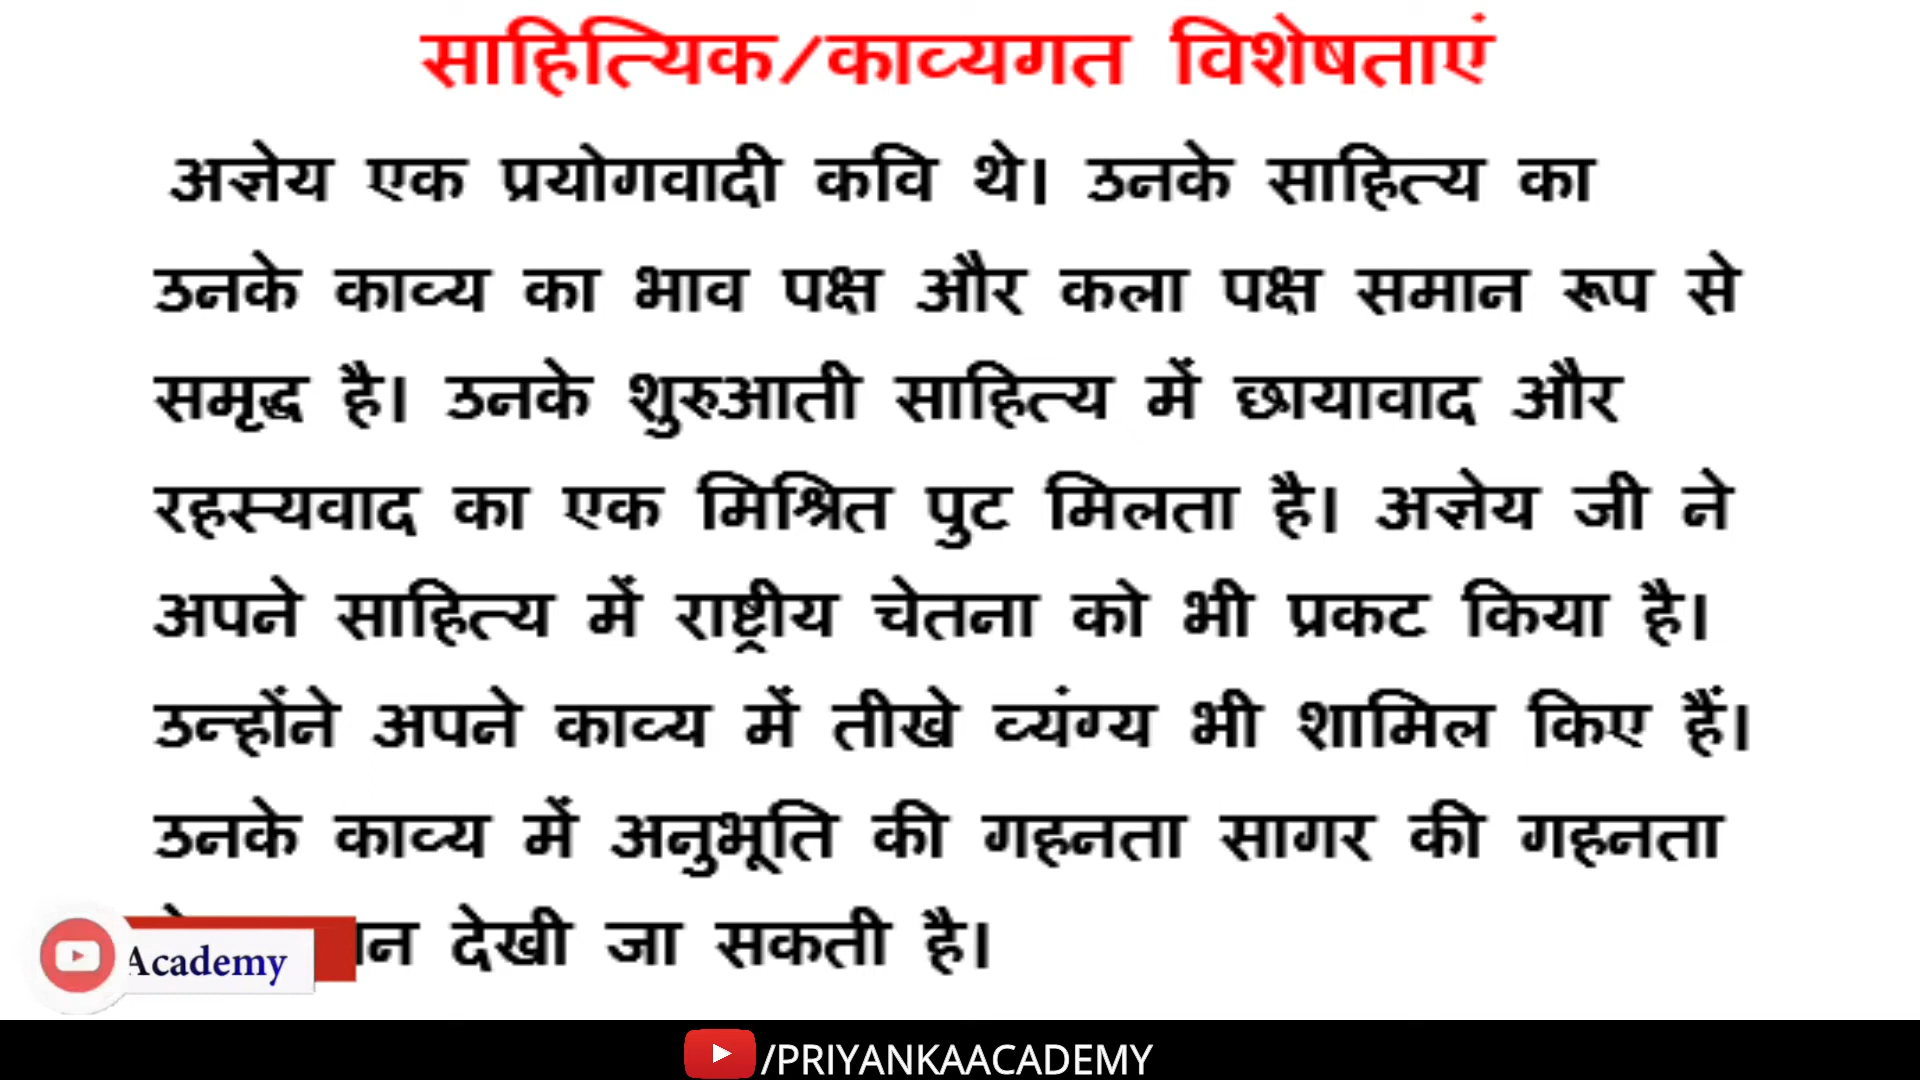 साहित्यिक/काव्यगत विशेषताएं
अज्ञेय एक प्रयोगवादी कवि थे। उनके साहित्य का
उनके काव्य का भाव पक्ष और कला पक्ष समान रूप से
समृद्ध है। उनके शुरुआती साहित्य में छायावाद और
रहस्यवाद का एक मिश्रित पुट मिलता है। अज्ञेय जी ने
अपने साहित्य में राष्ट्रीय चेतना को भी प्रकट किया है।
उन्होंने अपने काव्य में तीखे व्यंग्य भी शामिल किए हैं।
उनके काव्य में अनुभूति की गहनता सागर की गहनता
देखी जा सकती है।
Academy
/PRIYANKAACADEMY